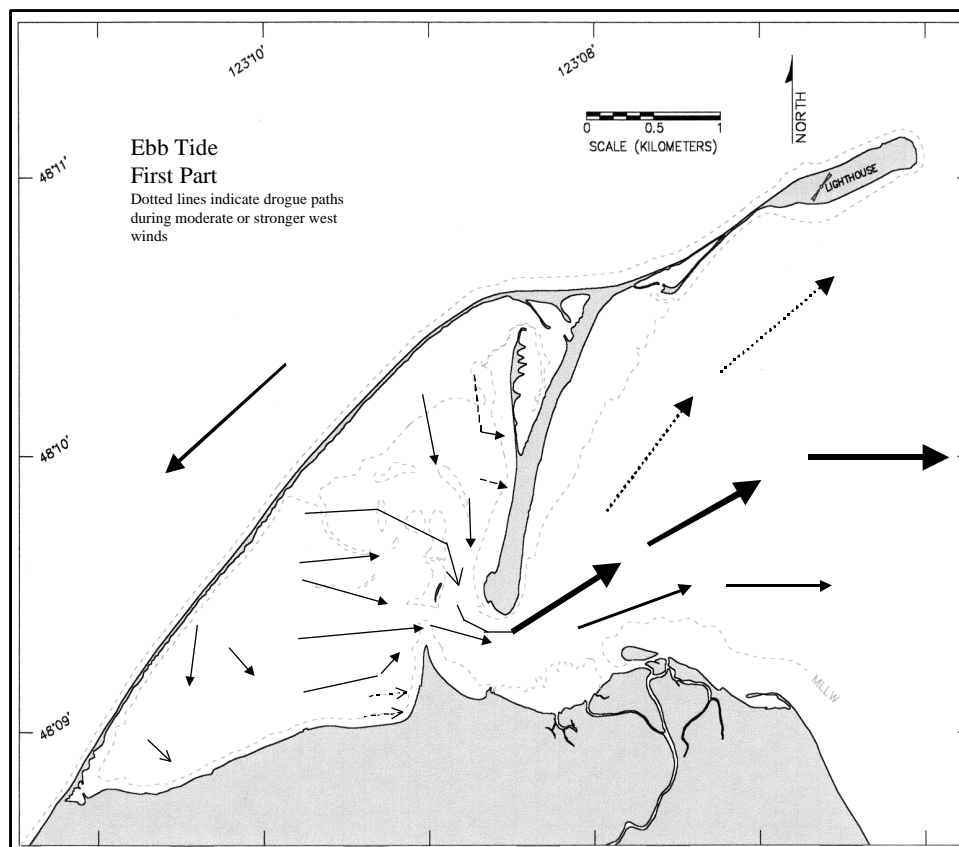 123°10'
123°08'
48°11'
48°10'
48°09'
Ebb Tide
First Part
Dotted lines indicate drogue paths
during moderate or stronger west
winds
0 0.5 1
SCALE (KILOMETERS)
NORTH
LIGHTHOUSE
MLLW